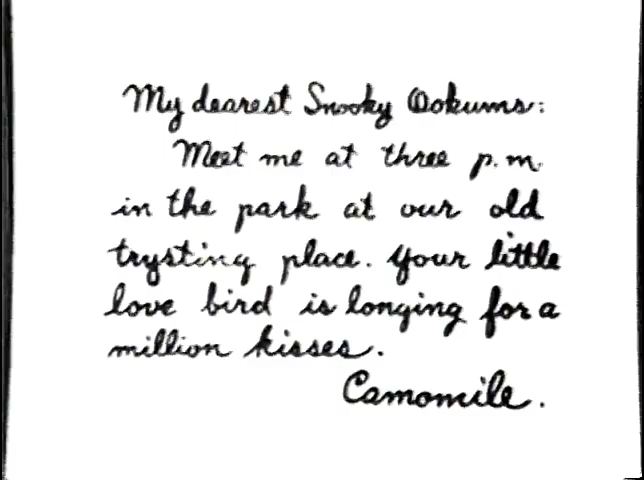 My dearest Snooky Ookums:
Meet me at three p.m.
in the park at our old
trysting place. Your little
love bird is longing for a
million kisses.
Camomile.